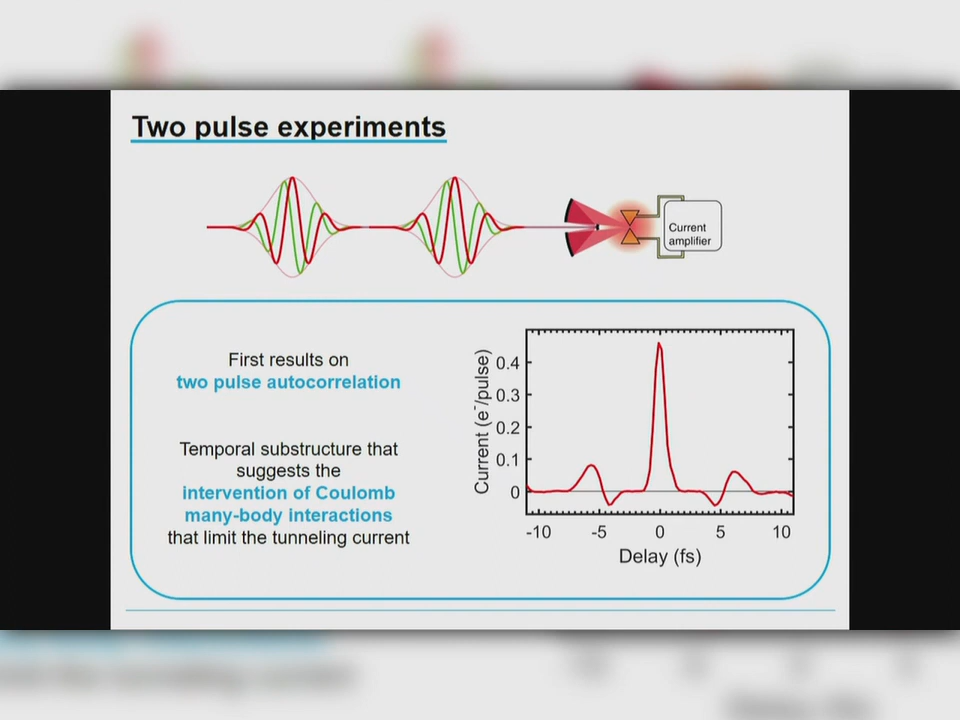 Two pulse experiments
Current
amplifier
First results on
two pulse autocorrelation
Temporal substructure that
suggests the
intervention of Coulomb
many-body interactions
that limit the tunneling current
Current (e⁻/pulse)
0.4
0.3
0.2
0.1
0
-10 -5 0 5 10
Delay (fs)